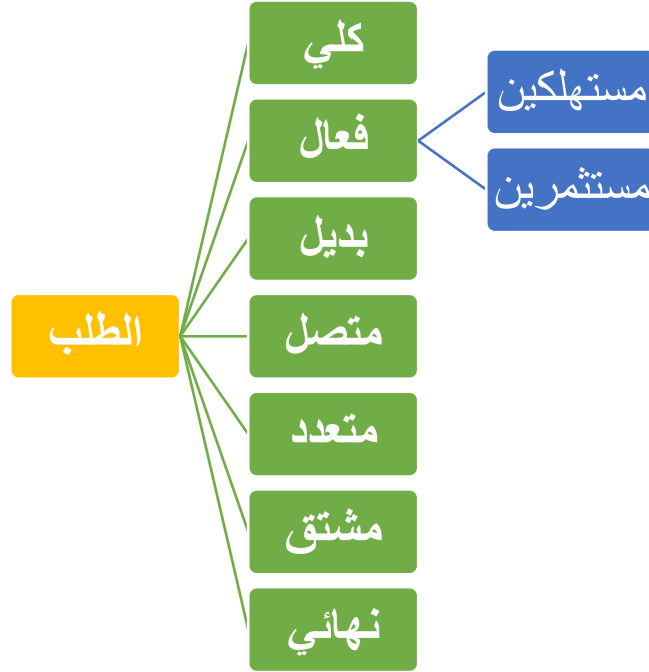 الطلب
كلي
فعال
مستهلكين
مستثمرين
بديل
متصل
متعدد
مشتق
نهائي